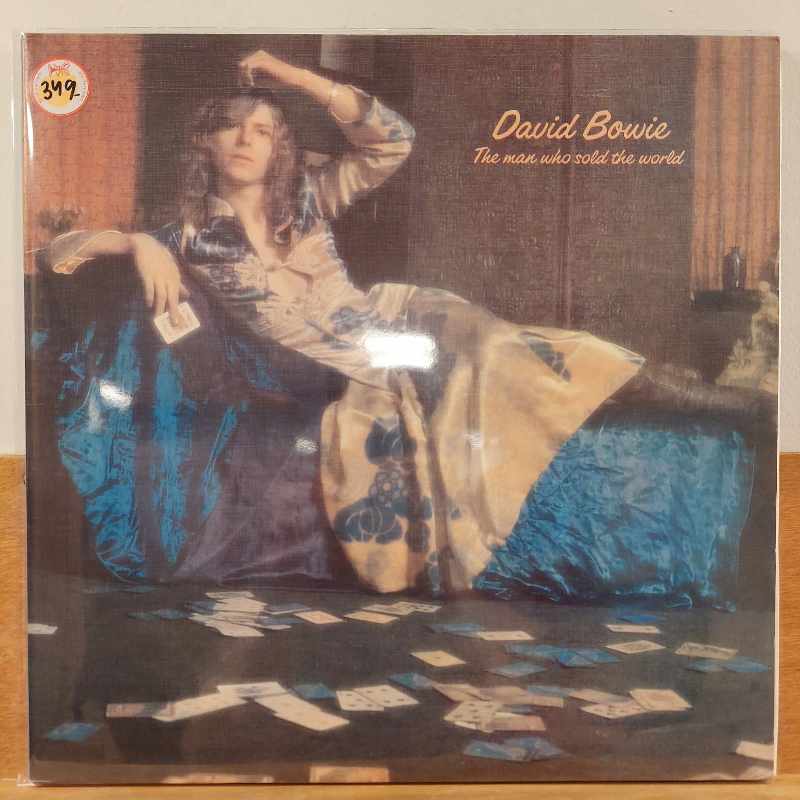 349
David Bowie
The man who sold the world